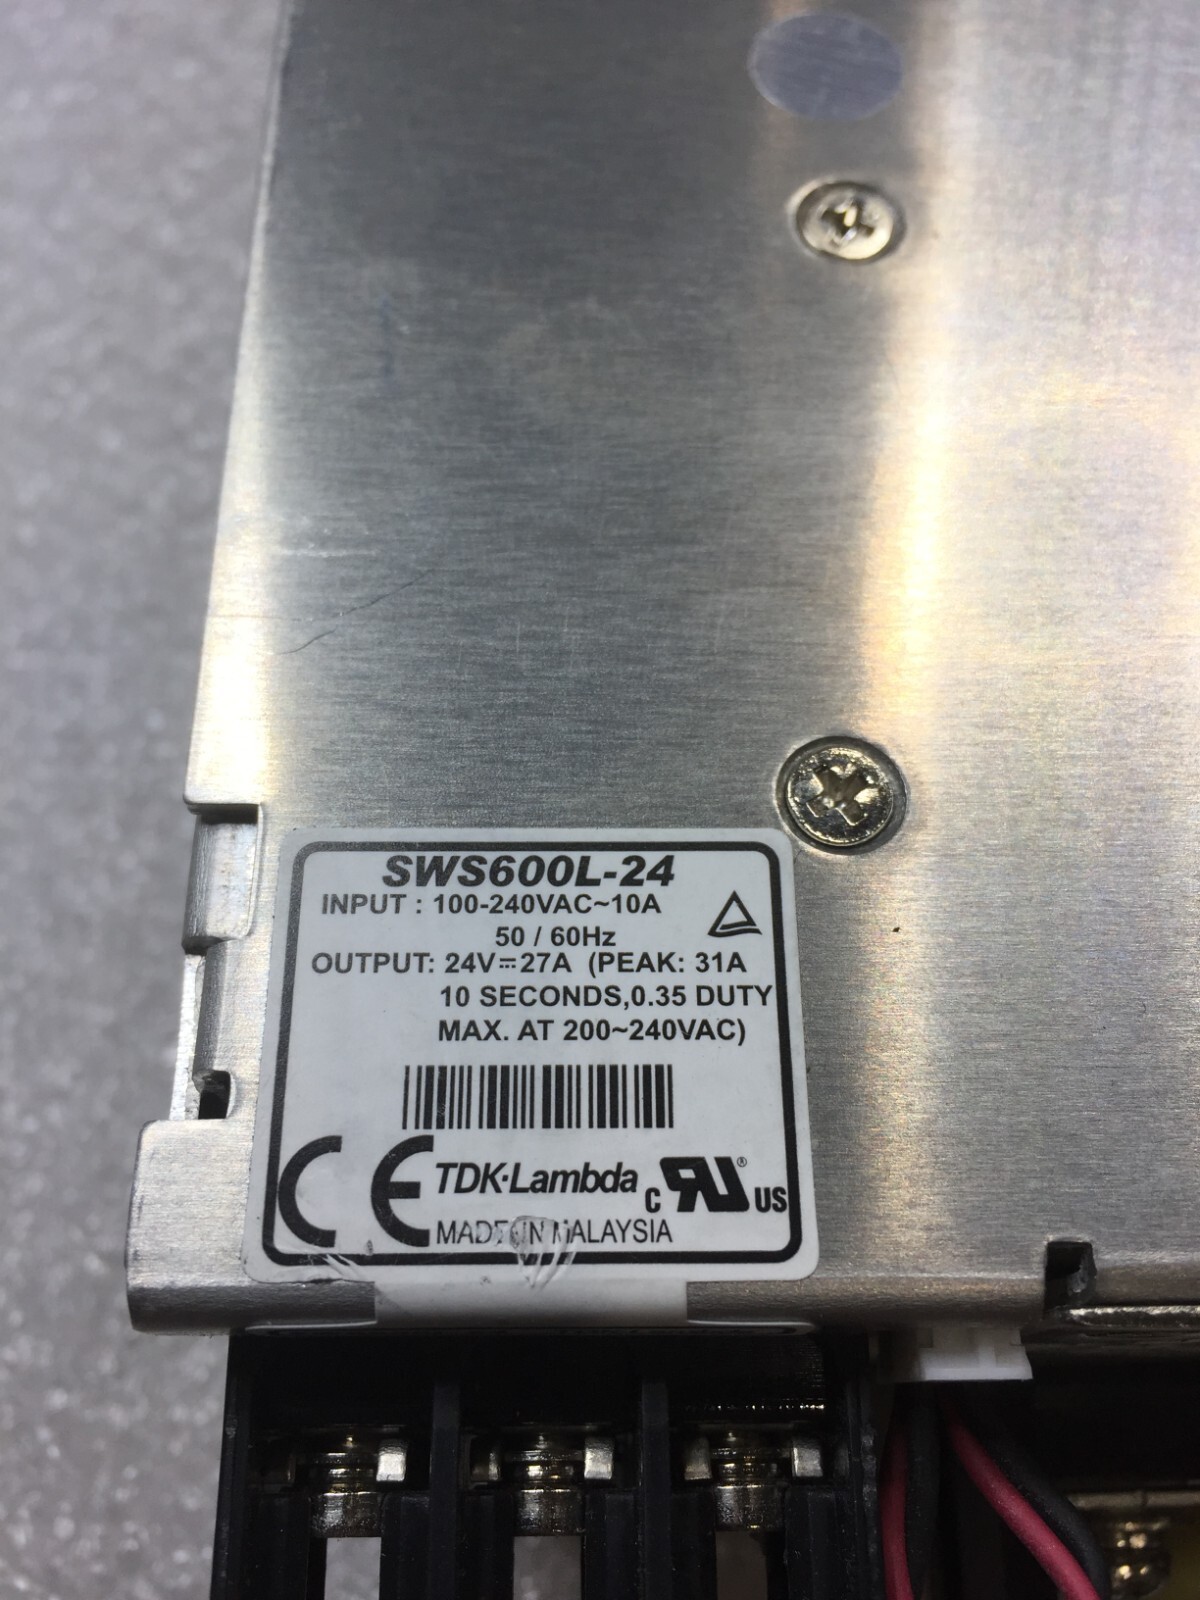 SWS600L-24
INPUT : 100-240VAC~10A
50 / 60Hz
OUTPUT: 24V⎓27A (PEAK: 31A
10 SECONDS,0.35 DUTY
MAX. AT 200~240VAC)
CE TDK·Lambda c RU® US
MADE IN MALAYSIA